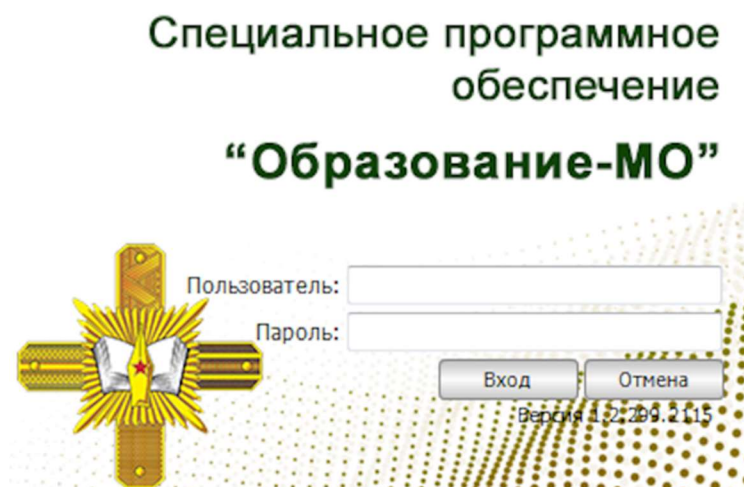 Специальное программное
обеспечение
“Образование-МО”
Пользователь:
Пароль:
Вход Отмена
Версия 1.2.299.2115